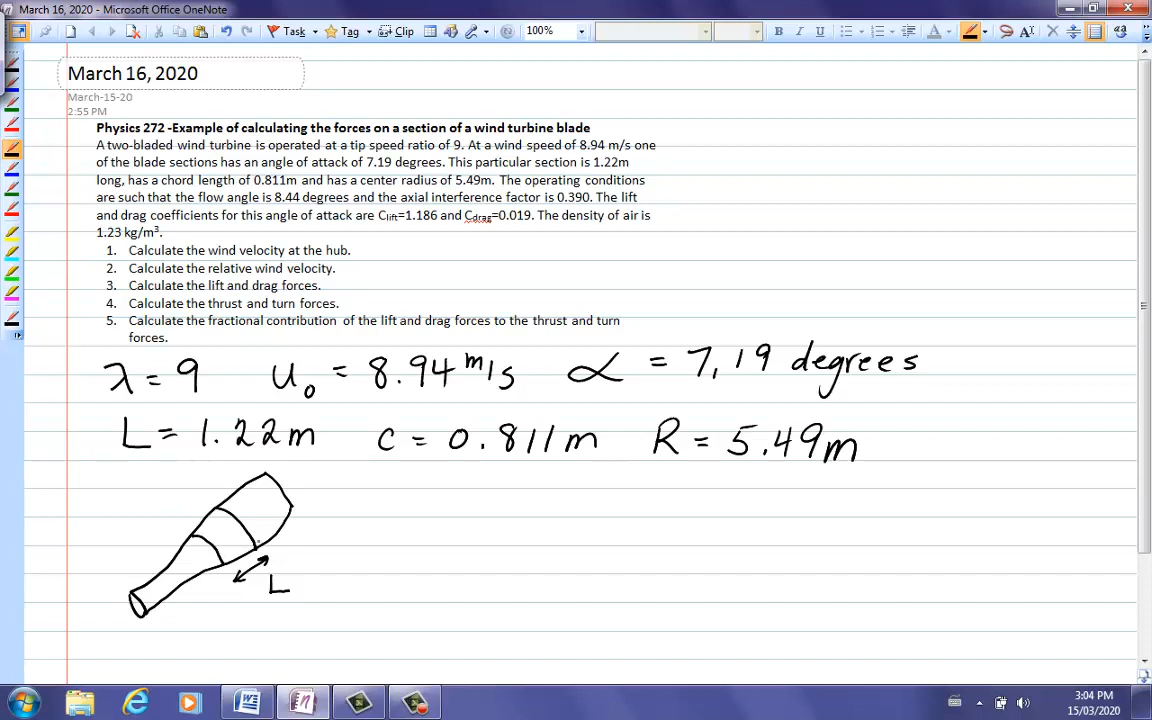 March 16, 2020 - Microsoft Office OneNote
Task
Tag
Clip
100%
B I U
March 16, 2020
March-15-20
2:55 PM
Physics 272 -Example of calculating the forces on a section of a wind turbine blade
A two-bladed wind turbine is operated at a tip speed ratio of 9. At a wind speed of 8.94 m/s one
of the blade sections has an angle of attack of 7.19 degrees. This particular section is 1.22m
long, has a chord length of 0.811m and has a center radius of 5.49m. The operating conditions
are such that the flow angle is 8.44 degrees and the axial interference factor is 0.390. The lift
and drag coefficients for this angle of attack are Clift=1.186 and Cdrag=0.019. The density of air is
1.23 kg/m³.
1. Calculate the wind velocity at the hub.
2. Calculate the relative wind velocity.
3. Calculate the lift and drag forces.
4. Calculate the thrust and turn forces.
5. Calculate the fractional contribution of the lift and drag forces to the thrust and turn
forces.
λ = 9 u₀ = 8.94 m/s α = 7.19 degrees
L = 1.22m c = 0.811m R = 5.49m
L
3:04 PM
15/03/2020